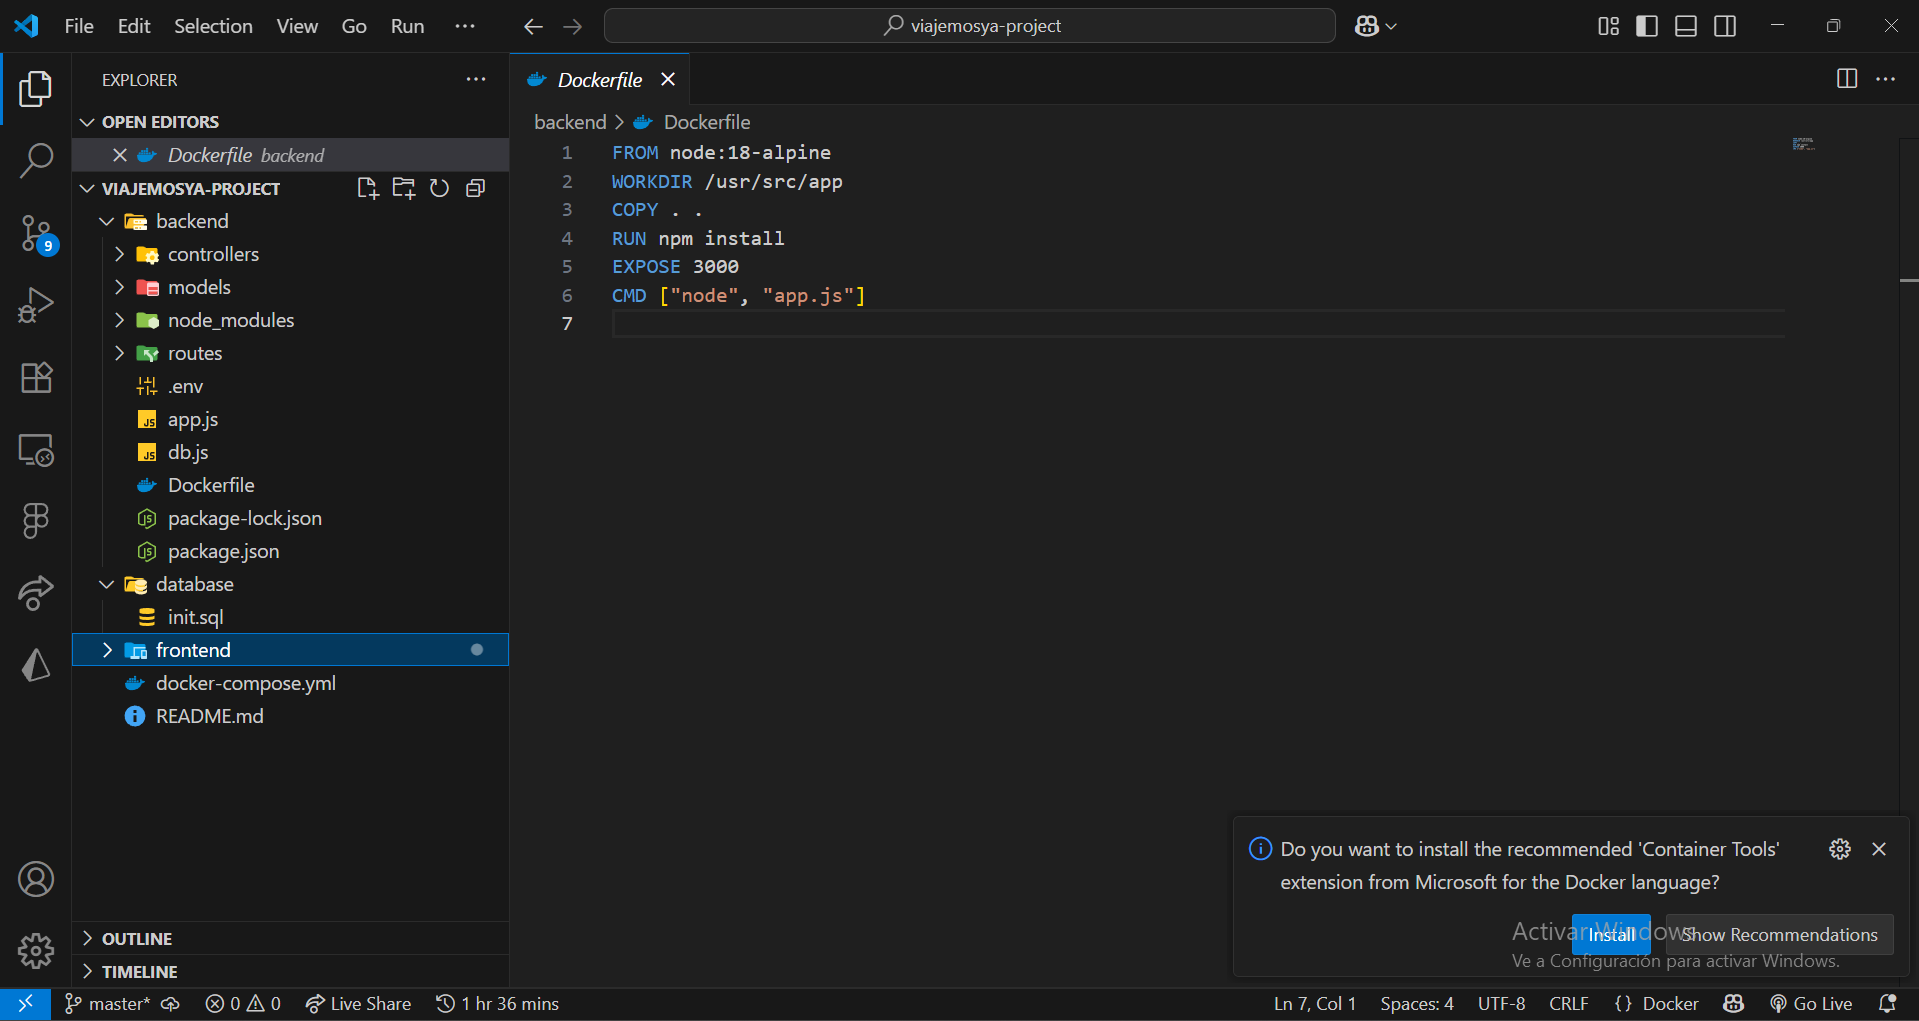 File Edit Selection View Go Run
viajemosya-project
EXPLORER
Dockerfile
OPEN EDITORS
Dockerfile backend
VIAJEMOSYA-PROJECT
backend
controllers
models
node_modules
routes
.env
JS app.js
JS db.js
Dockerfile
JS package-lock.json
JS package.json
database
init.sql
frontend
docker-compose.yml
README.md
OUTLINE
TIMELINE
9
backend > Dockerfile
1 FROM node:18-alpine
2 WORKDIR /usr/src/app
3 COPY . .
4 RUN npm install
5 EXPOSE 3000
6 CMD ["node", "app.js"]
7
Do you want to install the recommended 'Container Tools'
extension from Microsoft for the Docker language?
Install Show Recommendations
Activar Windows
Ve a Configuración para activar Windows.
master* 0 0 Live Share 1 hr 36 mins Ln 7, Col 1 Spaces: 4 UTF-8 CRLF {} Docker Go Live